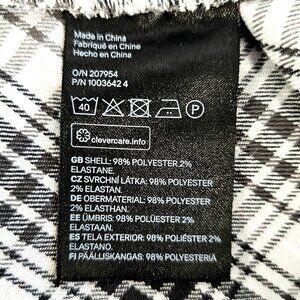 Made in China
Fabriqué en Chine
Hecho en China
O/N 207954
P/N 1003642 4
40
P
clevercare.info
GB SHELL: 98% POLYESTER 2%
ELASTANE.
CZ SVRCHNÍ LÁTKA: 98% POLYESTER
2% ELASTAN.
DE OBERMATERIAL: 98% POLYESTER
2% ELASTHAN.
EE ÜMBRIS: 98% POLÜESTER 2%
ELASTAAN.
ES TELA EXTERIOR: 98% POLIÉSTER 2%
ELASTANO.
FI PÄÄLLISKANGAS: 98% POLYESTERIÄ